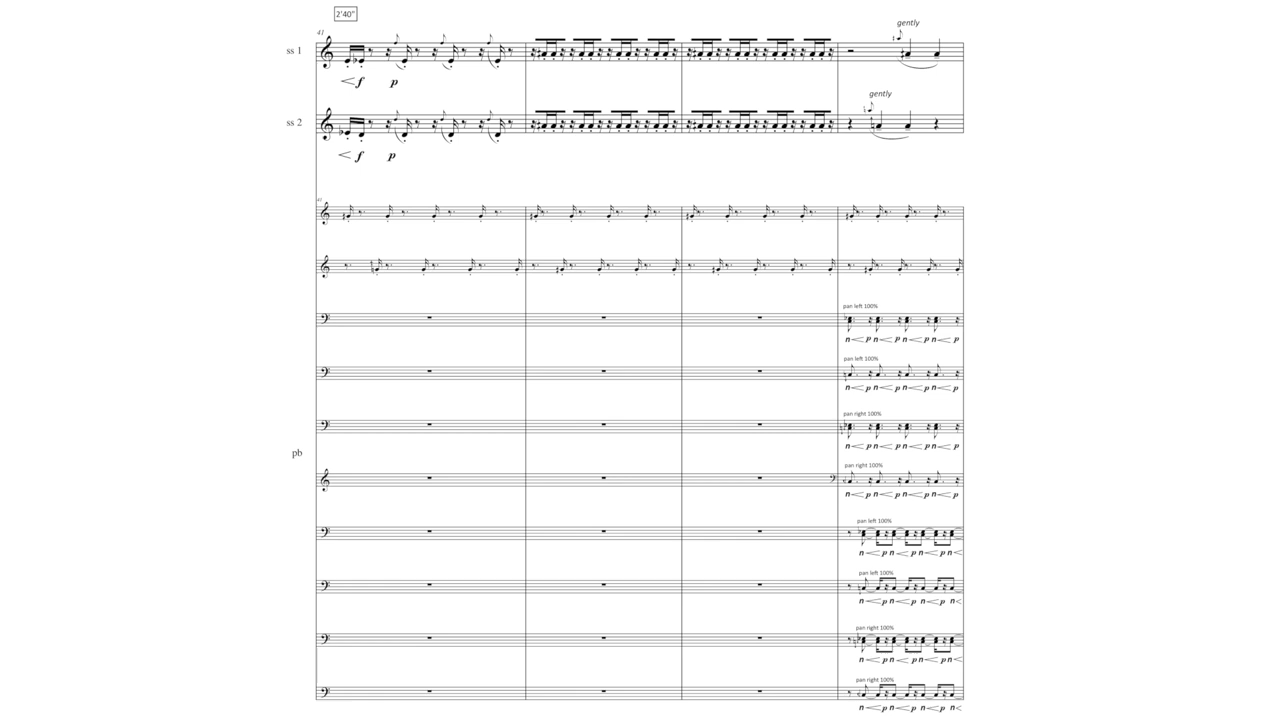 2'40"
gently
41
ss 1
f p
gently
ss 2
f p
41
pan left 100%
n p n p n p n p
pan left 100%
n p n p n p n p
pan right 100%
n p n p n p n p
pb
pan right 100%
n p n p n p n p
pan left 100%
n p n p n p n
pan left 100%
n p n p n p n
pan right 100%
n p n p n p n
pan right 100%
n p n p n p n